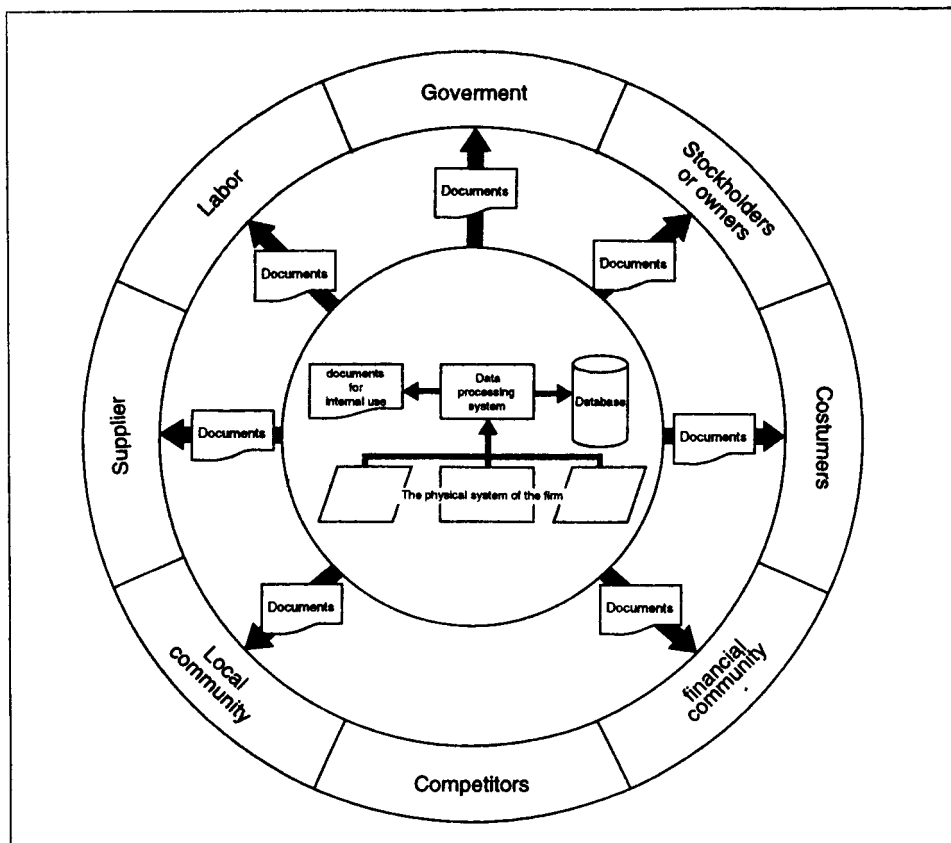 Goverment
Stockholders
or owners
Costumers
financial
community
Competitors
Local
community
Supplier
Labor
Documents
Documents
Documents
Documents
Documents
Documents
Documents
documents
for
internal use
Data
processing
system
Database
The physical system of the firm